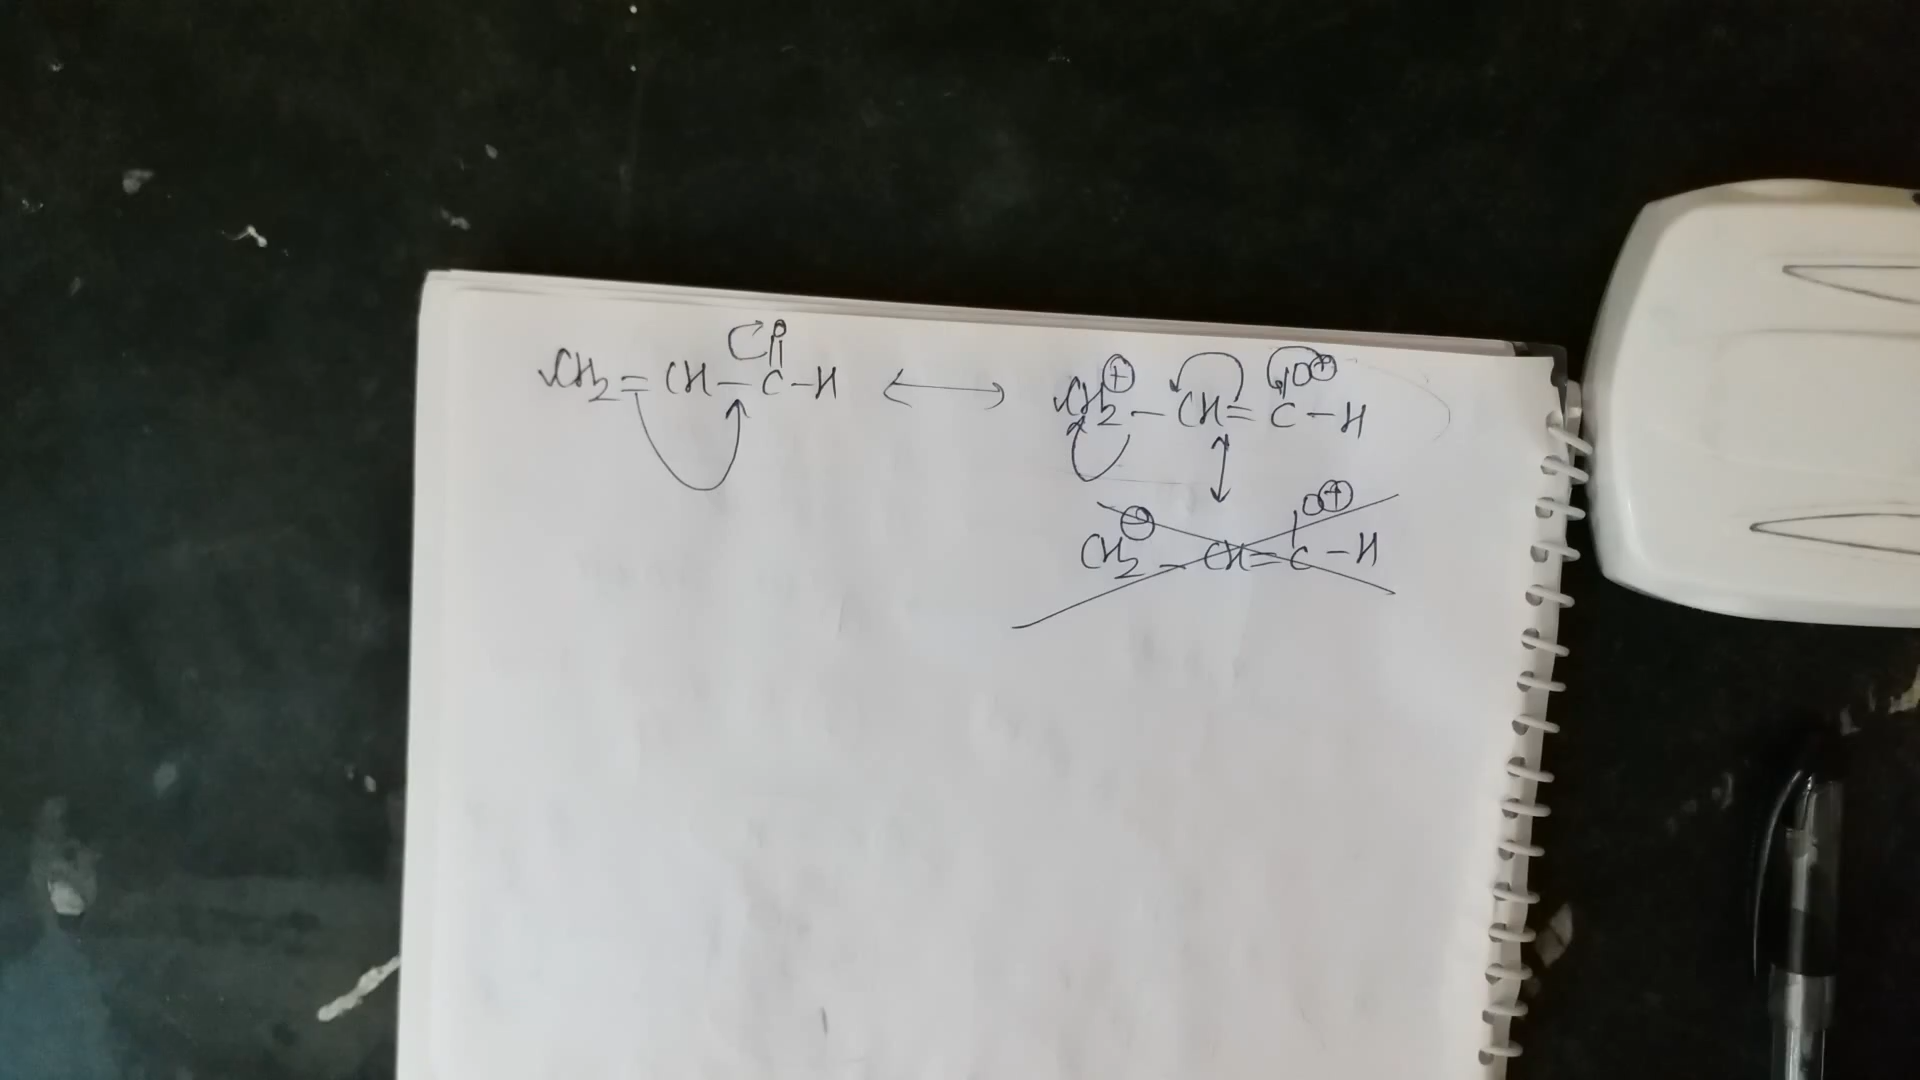 CH2 = CH - C - H ⟷ CH2 - CH = C - H
O
⊕ O⊕
⊖ O⊕
CH2 - CH = C - H